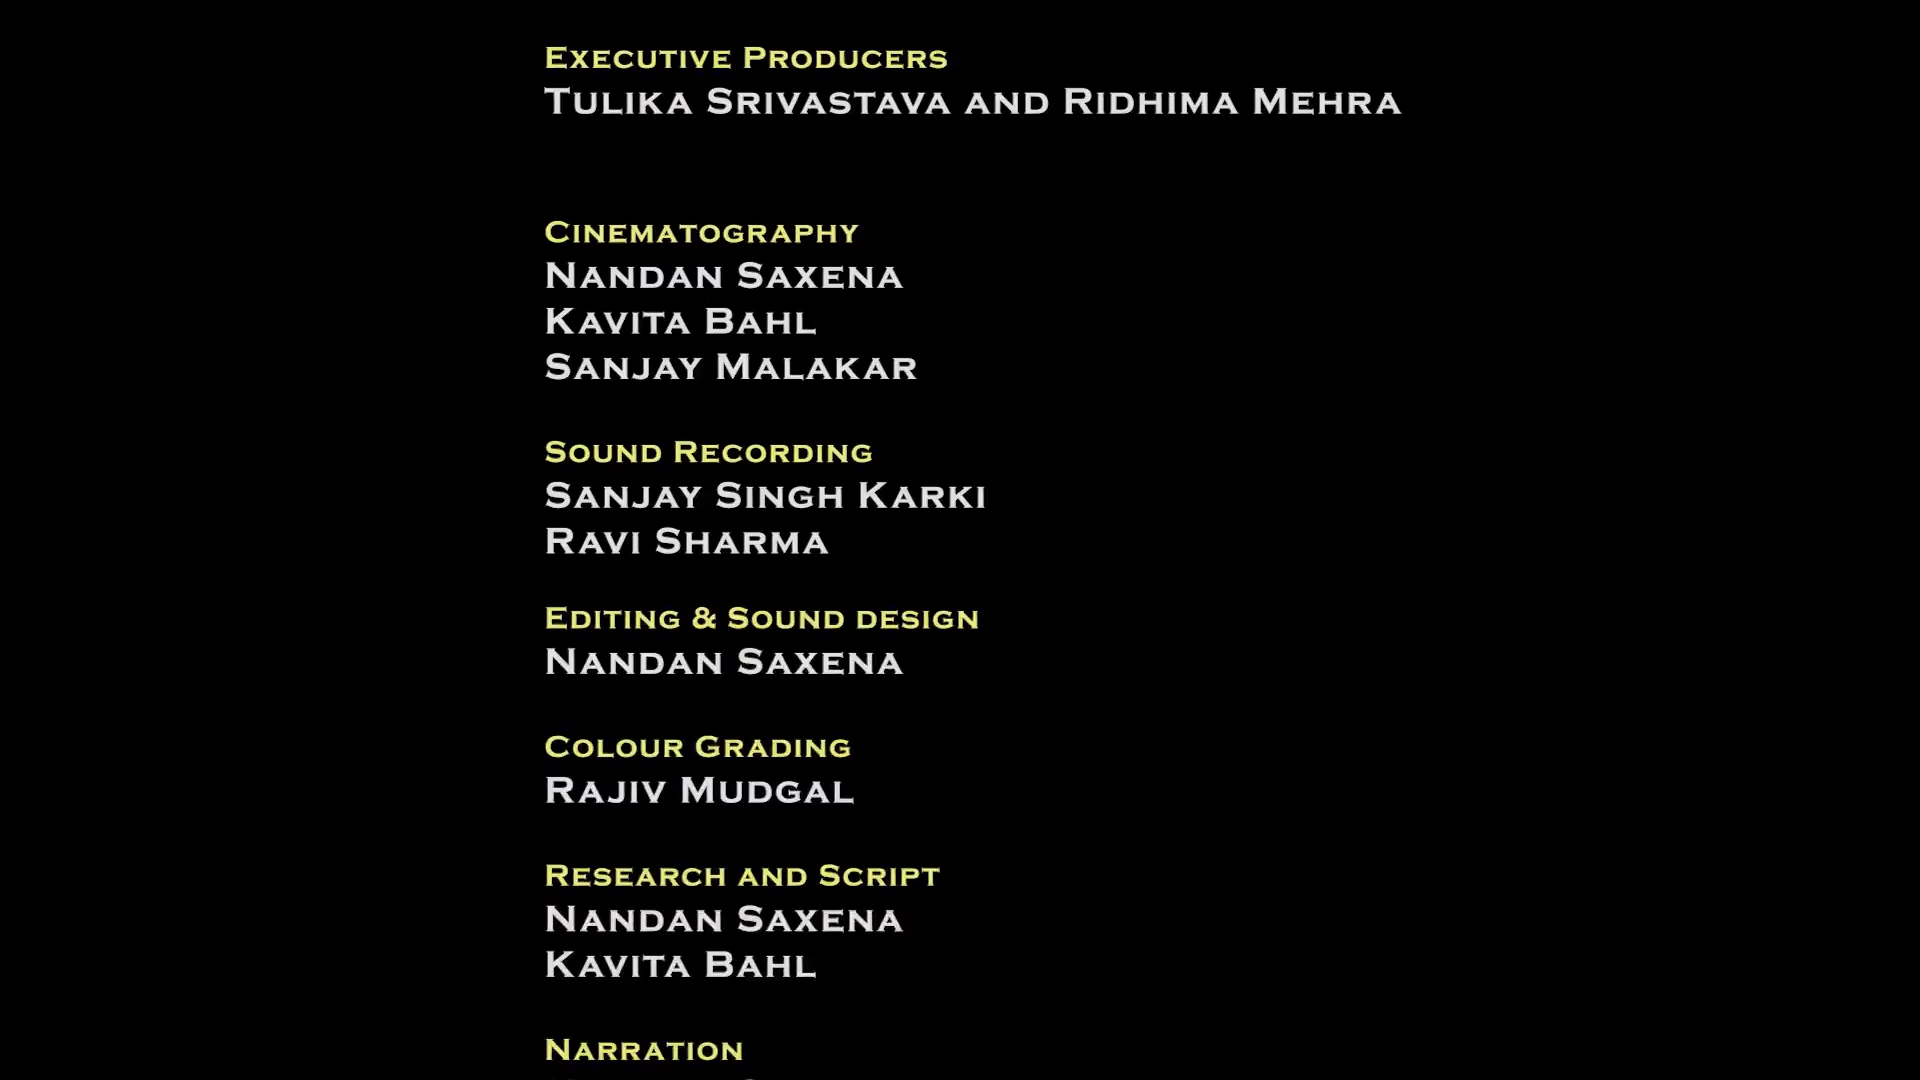 Executive Producers
Tulika Srivastava and Ridhima Mehra
Cinematography
Nandan Saxena
Kavita Bahl
Sanjay Malakar
Sound Recording
Sanjay Singh Karki
Ravi Sharma
Editing & Sound design
Nandan Saxena
Colour Grading
Rajiv Mudgal
Research and Script
Nandan Saxena
Kavita Bahl
Narration